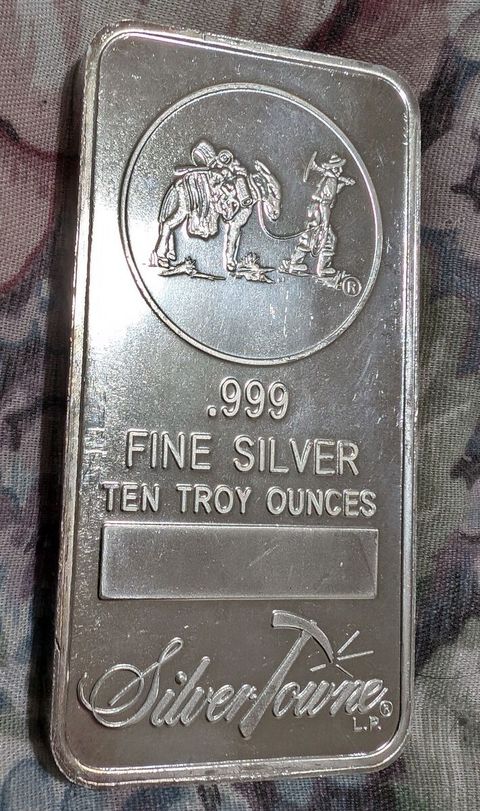 ®
.999
FINE SILVER
TEN TROY OUNCES
SilverTowne®
L.P.